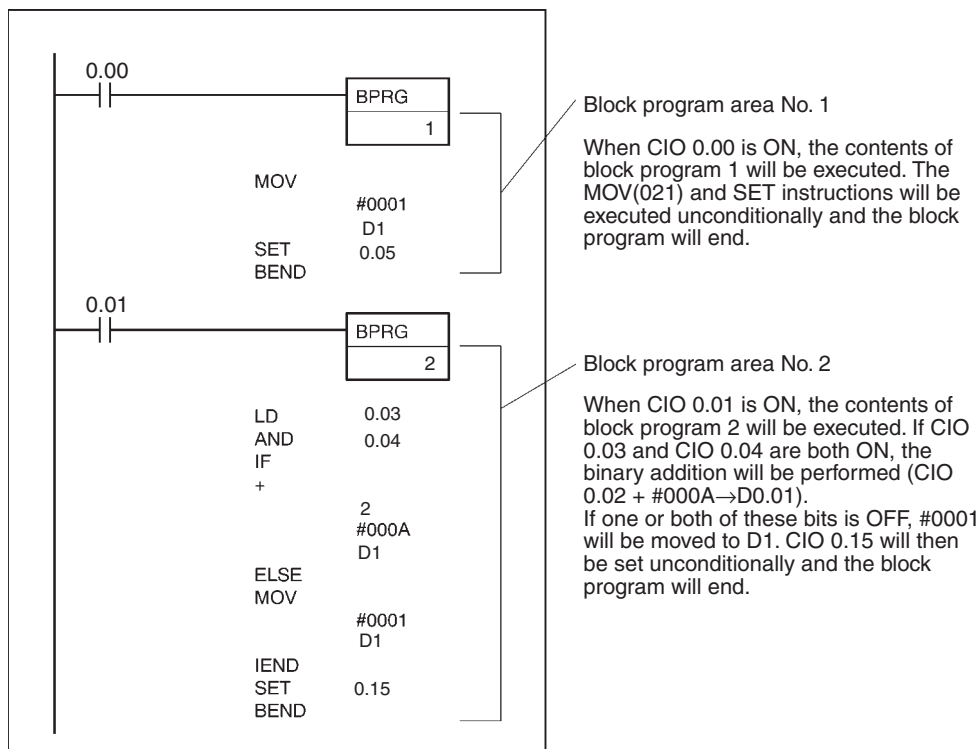 0.00
BPRG
1
MOV
#0001
D1
SET 0.05
BEND
Block program area No. 1
When CIO 0.00 is ON, the contents of
block program 1 will be executed. The
MOV(021) and SET instructions will be
executed unconditionally and the block
program will end.
0.01
BPRG
2
LD 0.03
AND 0.04
IF
+
2
#000A
D1
ELSE
MOV
#0001
D1
IEND
SET 0.15
BEND
Block program area No. 2
When CIO 0.01 is ON, the contents of
block program 2 will be executed. If CIO
0.03 and CIO 0.04 are both ON, the
binary addition will be performed (CIO
0.02 + #000A→D0.01).
If one or both of these bits is OFF, #0001
will be moved to D1. CIO 0.15 will then
be set unconditionally and the block
program will end.